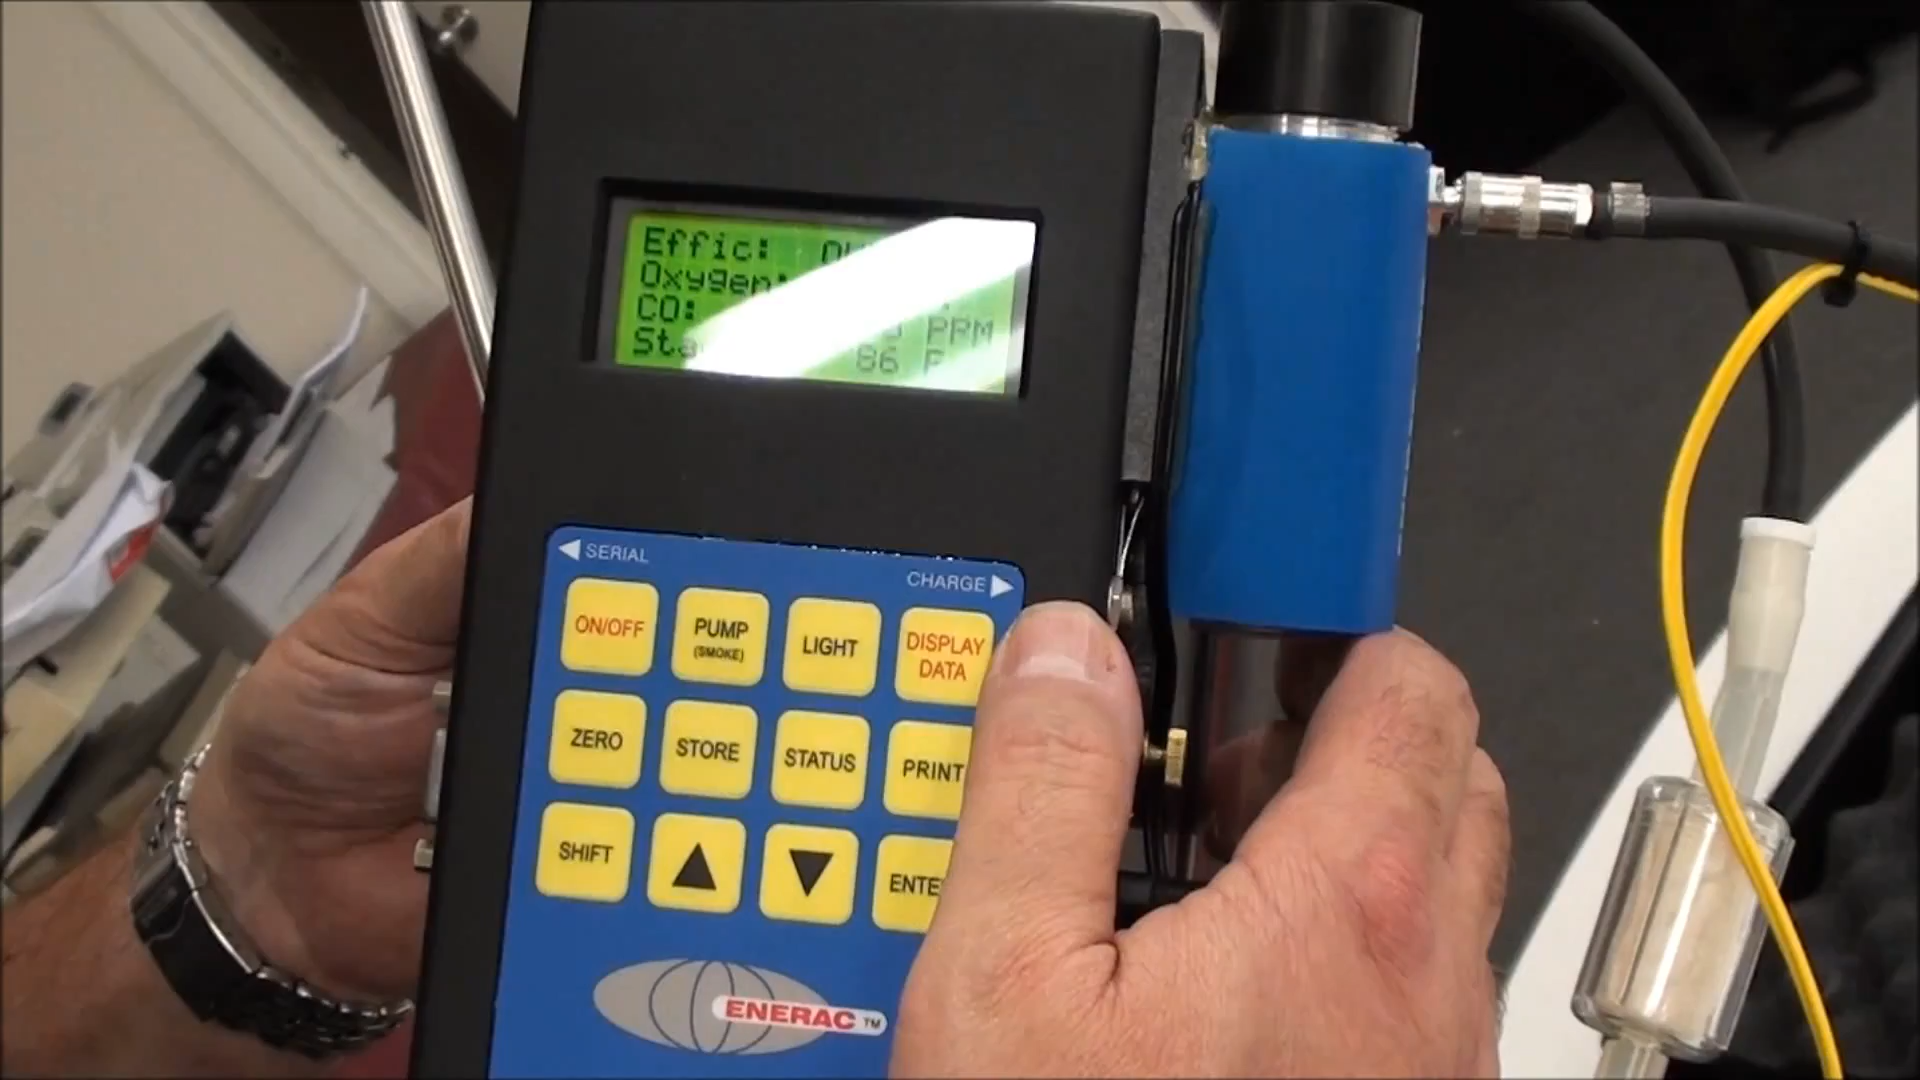 Effic:
Oxygen:
CO: PPM
86 F
SERIAL
CHARGE
ON/OFF
PUMP
(SMOKE)
LIGHT
DISPLAY
DATA
ZERO
STORE
STATUS
PRINT
SHIFT
ENERAC TM